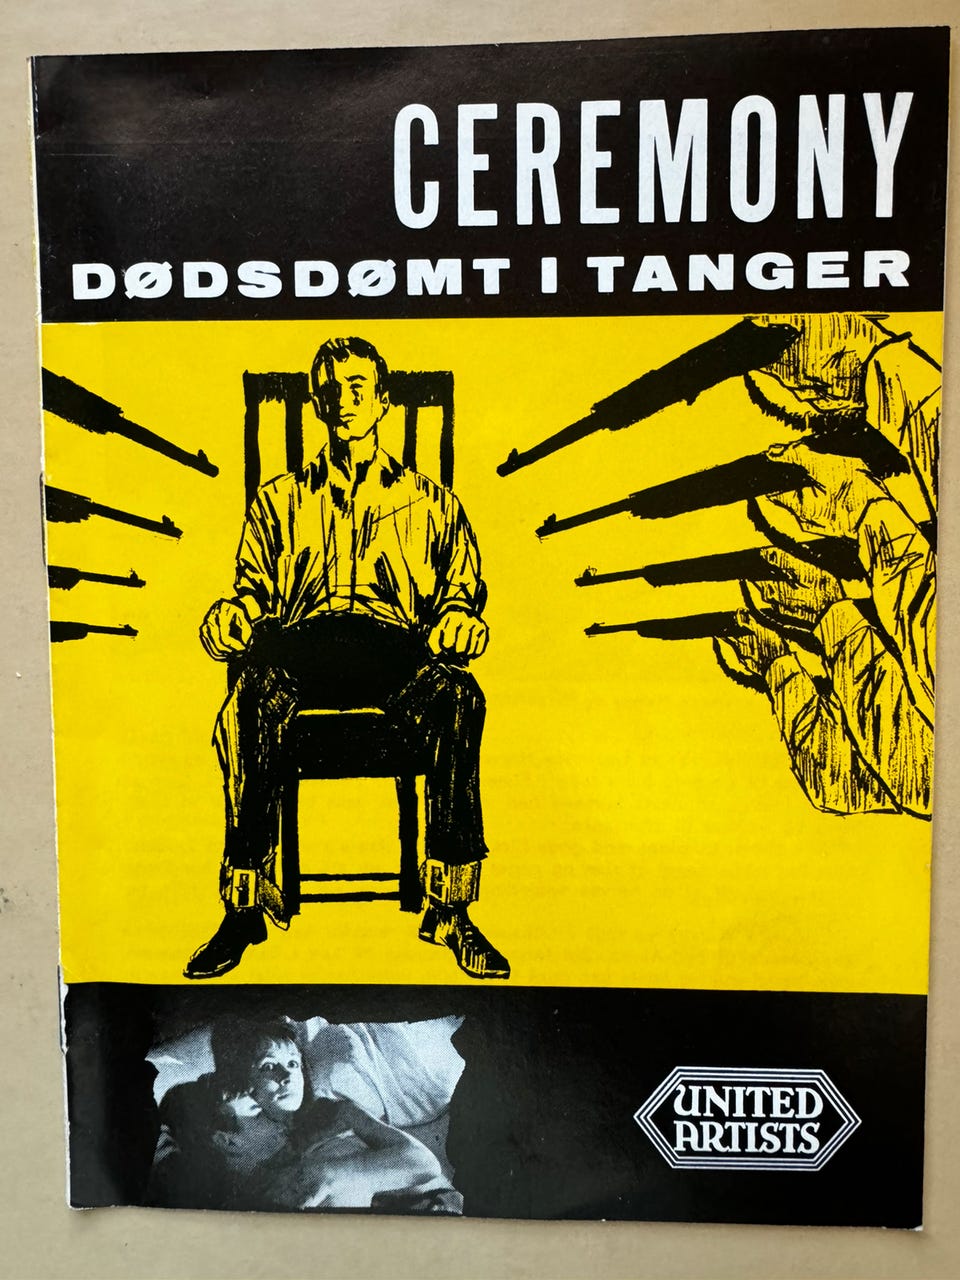 CEREMONY
DØDSDØMT I TANGER
UNITED
ARTISTS